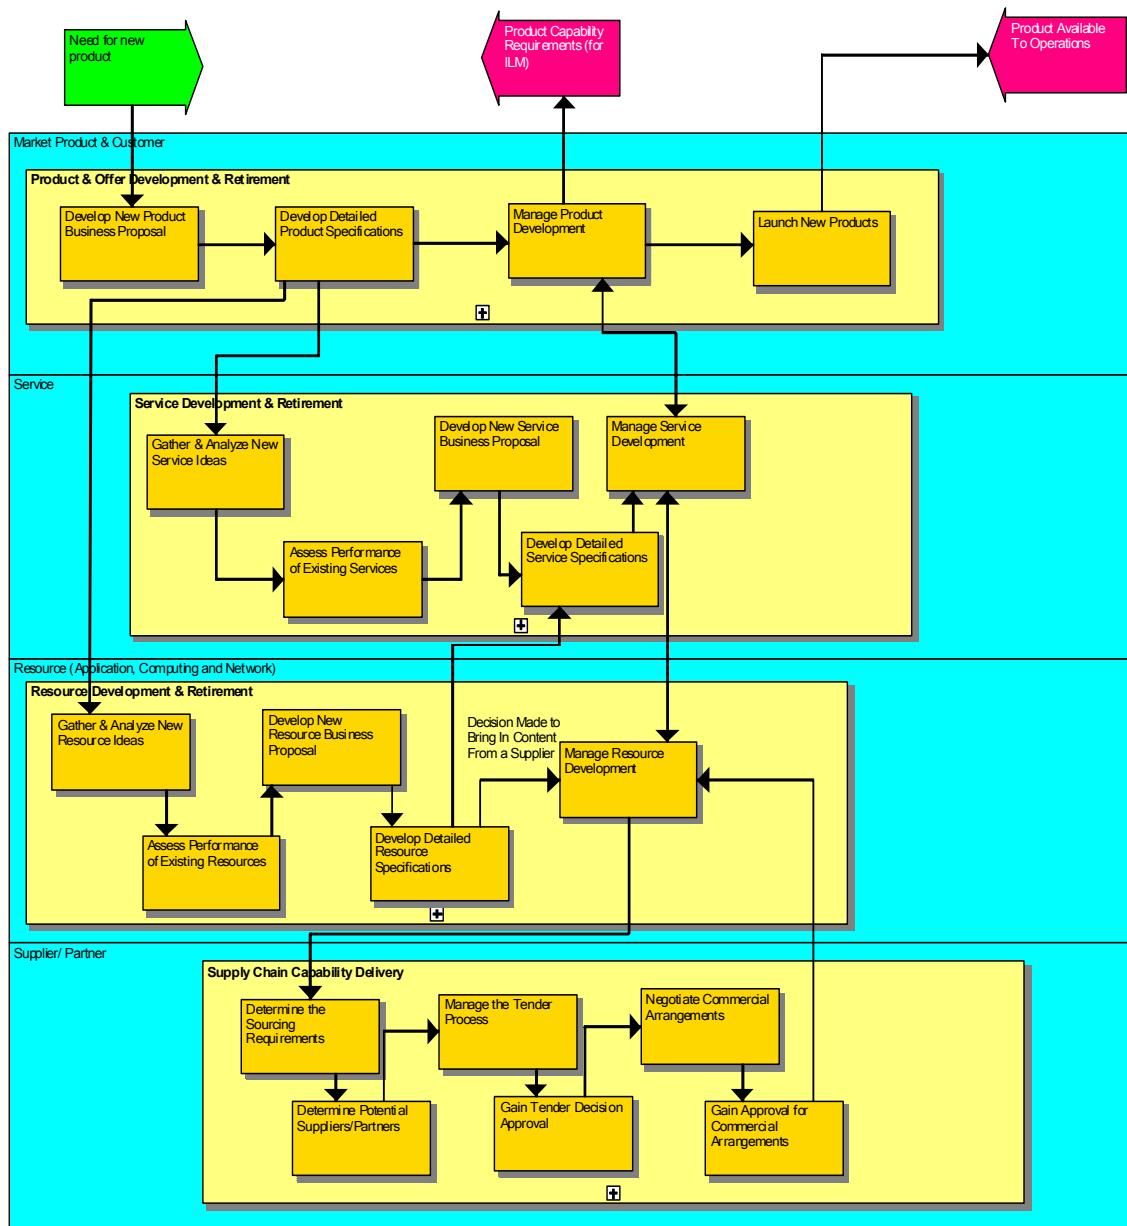 Need for new
product
Product Capability
Requirements (for
ILM)
Product Available
To Operations
Market Product & Customer
Product & Offer Development & Retirement
Develop New Product
Business Proposal
Develop Detailed
Product Specifications
Manage Product
Development
Launch New Products
Service
Service Development & Retirement
Gather & Analyze New
Service Ideas
Develop New Service
Business Proposal
Manage Service
Development
Assess Performance
of Existing Services
Develop Detailed
Service Specifications
Resource (Application, Computing and Network)
Resource Development & Retirement
Gather & Analyze New
Resource Ideas
Develop New
Resource Business
Proposal
Decision Made to
Bring In Content
From a Supplier
Manage Resource
Development
Assess Performance
of Existing Resources
Develop Detailed
Resource
Specifications
Supplier/ Partner
Supply Chain Capability Delivery
Determine the
Sourcing
Requirements
Manage the Tender
Process
Negotiate Commercial
Arrangements
Determine Potential
Suppliers/Partners
Gain Tender Decision
Approval
Gain Approval for
Commercial
Arrangements